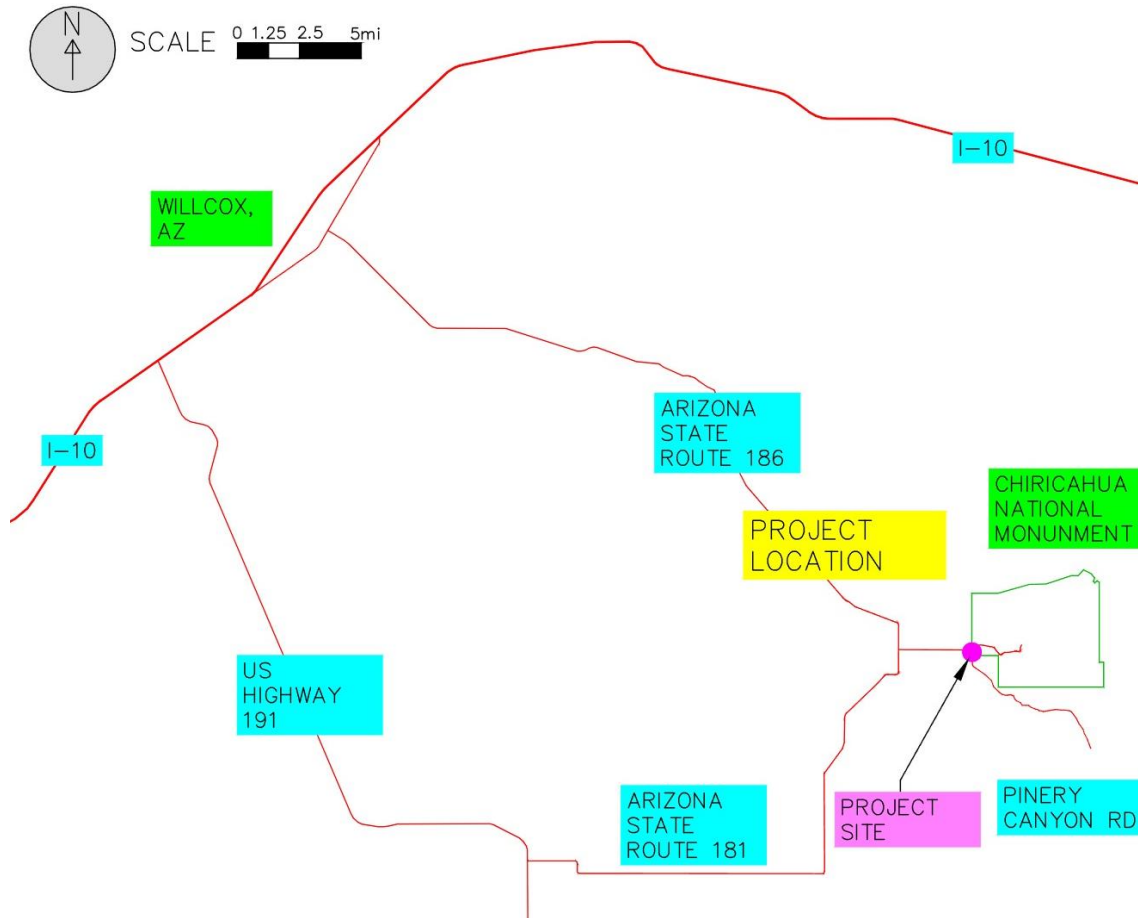 N
SCALE 0 1.25 2.5 5mi
I-10
WILLCOX,
AZ
ARIZONA
STATE
ROUTE 186
I-10
CHIRICAHUA
NATIONAL
MONUNMENT
PROJECT
LOCATION
US
HIGHWAY
191
ARIZONA
STATE
ROUTE 181
PROJECT
SITE
PINERY
CANYON RD